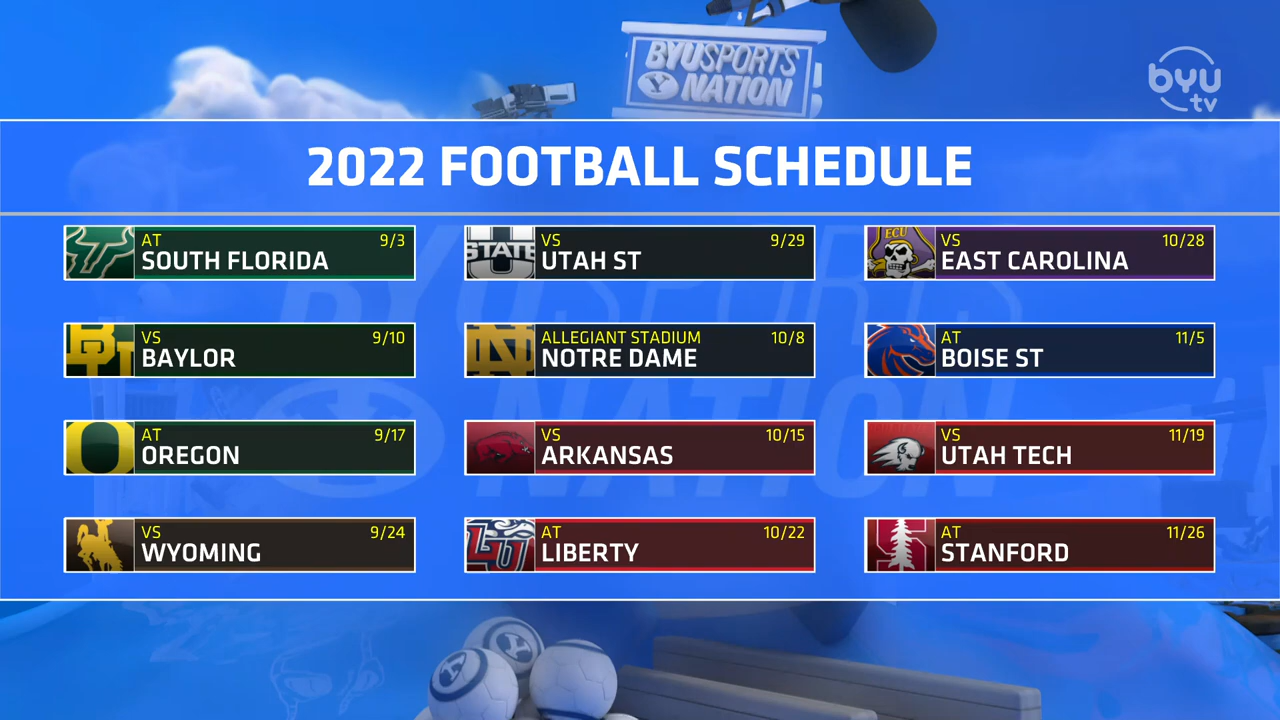 BYUSPORTS
NATION
byu
tv
2022 FOOTBALL SCHEDULE
AT 9/3
SOUTH FLORIDA
VS 9/10
BAYLOR
AT 9/17
OREGON
VS 9/24
WYOMING
STATE
VS 9/29
UTAH ST
ALLEGIANT STADIUM 10/8
NOTRE DAME
VS 10/15
ARKANSAS
LU
AT 10/22
LIBERTY
ECU
VS 10/28
EAST CAROLINA
AT 11/5
BOISE ST
VS 11/19
UTAH TECH
AT 11/26
STANFORD